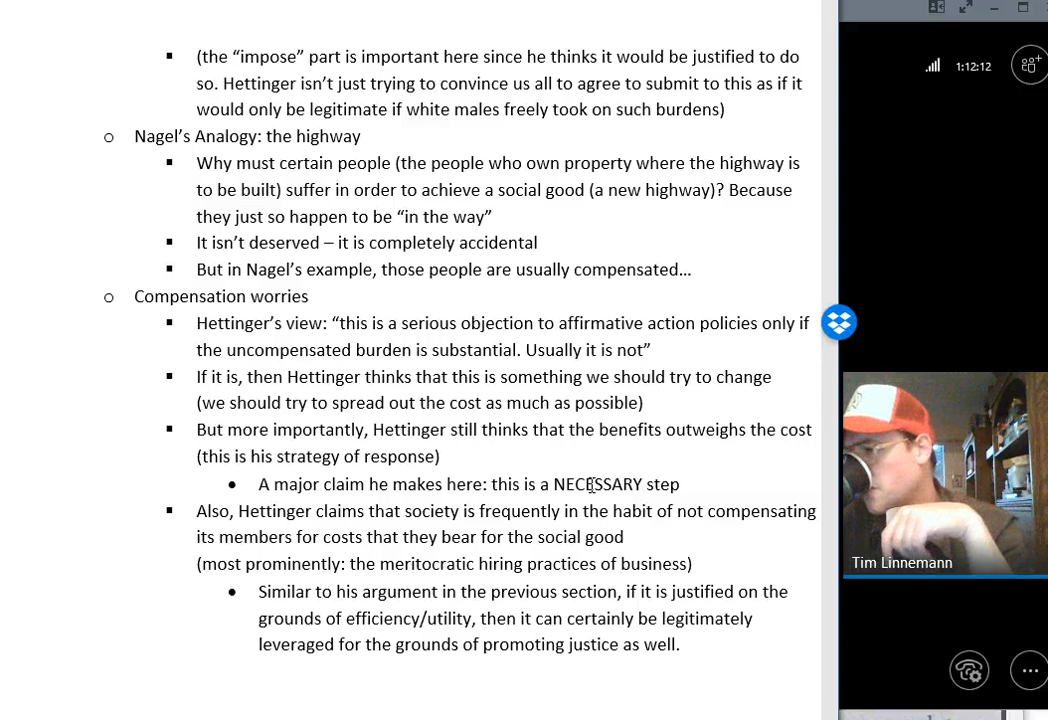 ▪ (the “impose” part is important here since he thinks it would be justified to do
so. Hettinger isn’t just trying to convince us all to agree to submit to this as if it
would only be legitimate if white males freely took on such burdens)
o Nagel’s Analogy: the highway
▪ Why must certain people (the people who own property where the highway is
to be built) suffer in order to achieve a social good (a new highway)? Because
they just so happen to be “in the way”
▪ It isn’t deserved – it is completely accidental
▪ But in Nagel’s example, those people are usually compensated…
o Compensation worries
▪ Hettinger’s view: “this is a serious objection to affirmative action policies only if
the uncompensated burden is substantial. Usually it is not”
▪ If it is, then Hettinger thinks that this is something we should try to change
(we should try to spread out the cost as much as possible)
▪ But more importantly, Hettinger still thinks that the benefits outweighs the cost
(this is his strategy of response)
• A major claim he makes here: this is a NECESSARY step
▪ Also, Hettinger claims that society is frequently in the habit of not compensating
its members for costs that they bear for the social good
(most prominently: the meritocratic hiring practices of business)
• Similar to his argument in the previous section, if it is justified on the
grounds of efficiency/utility, then it can certainly be legitimately
leveraged for the grounds of promoting justice as well.
1:12:12
Tim Linnemann